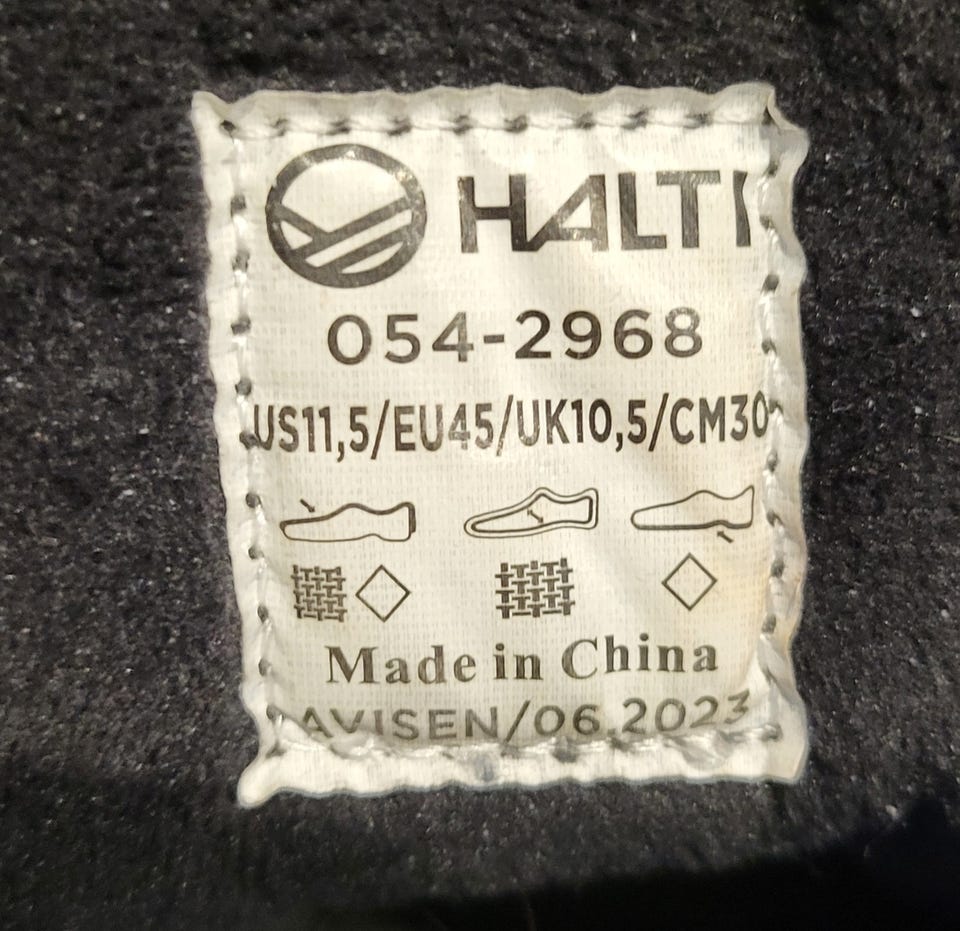 HALTI
054-2968
US11,5/EU45/UK10,5/CM30
Made in China
AVISEN/06.2023